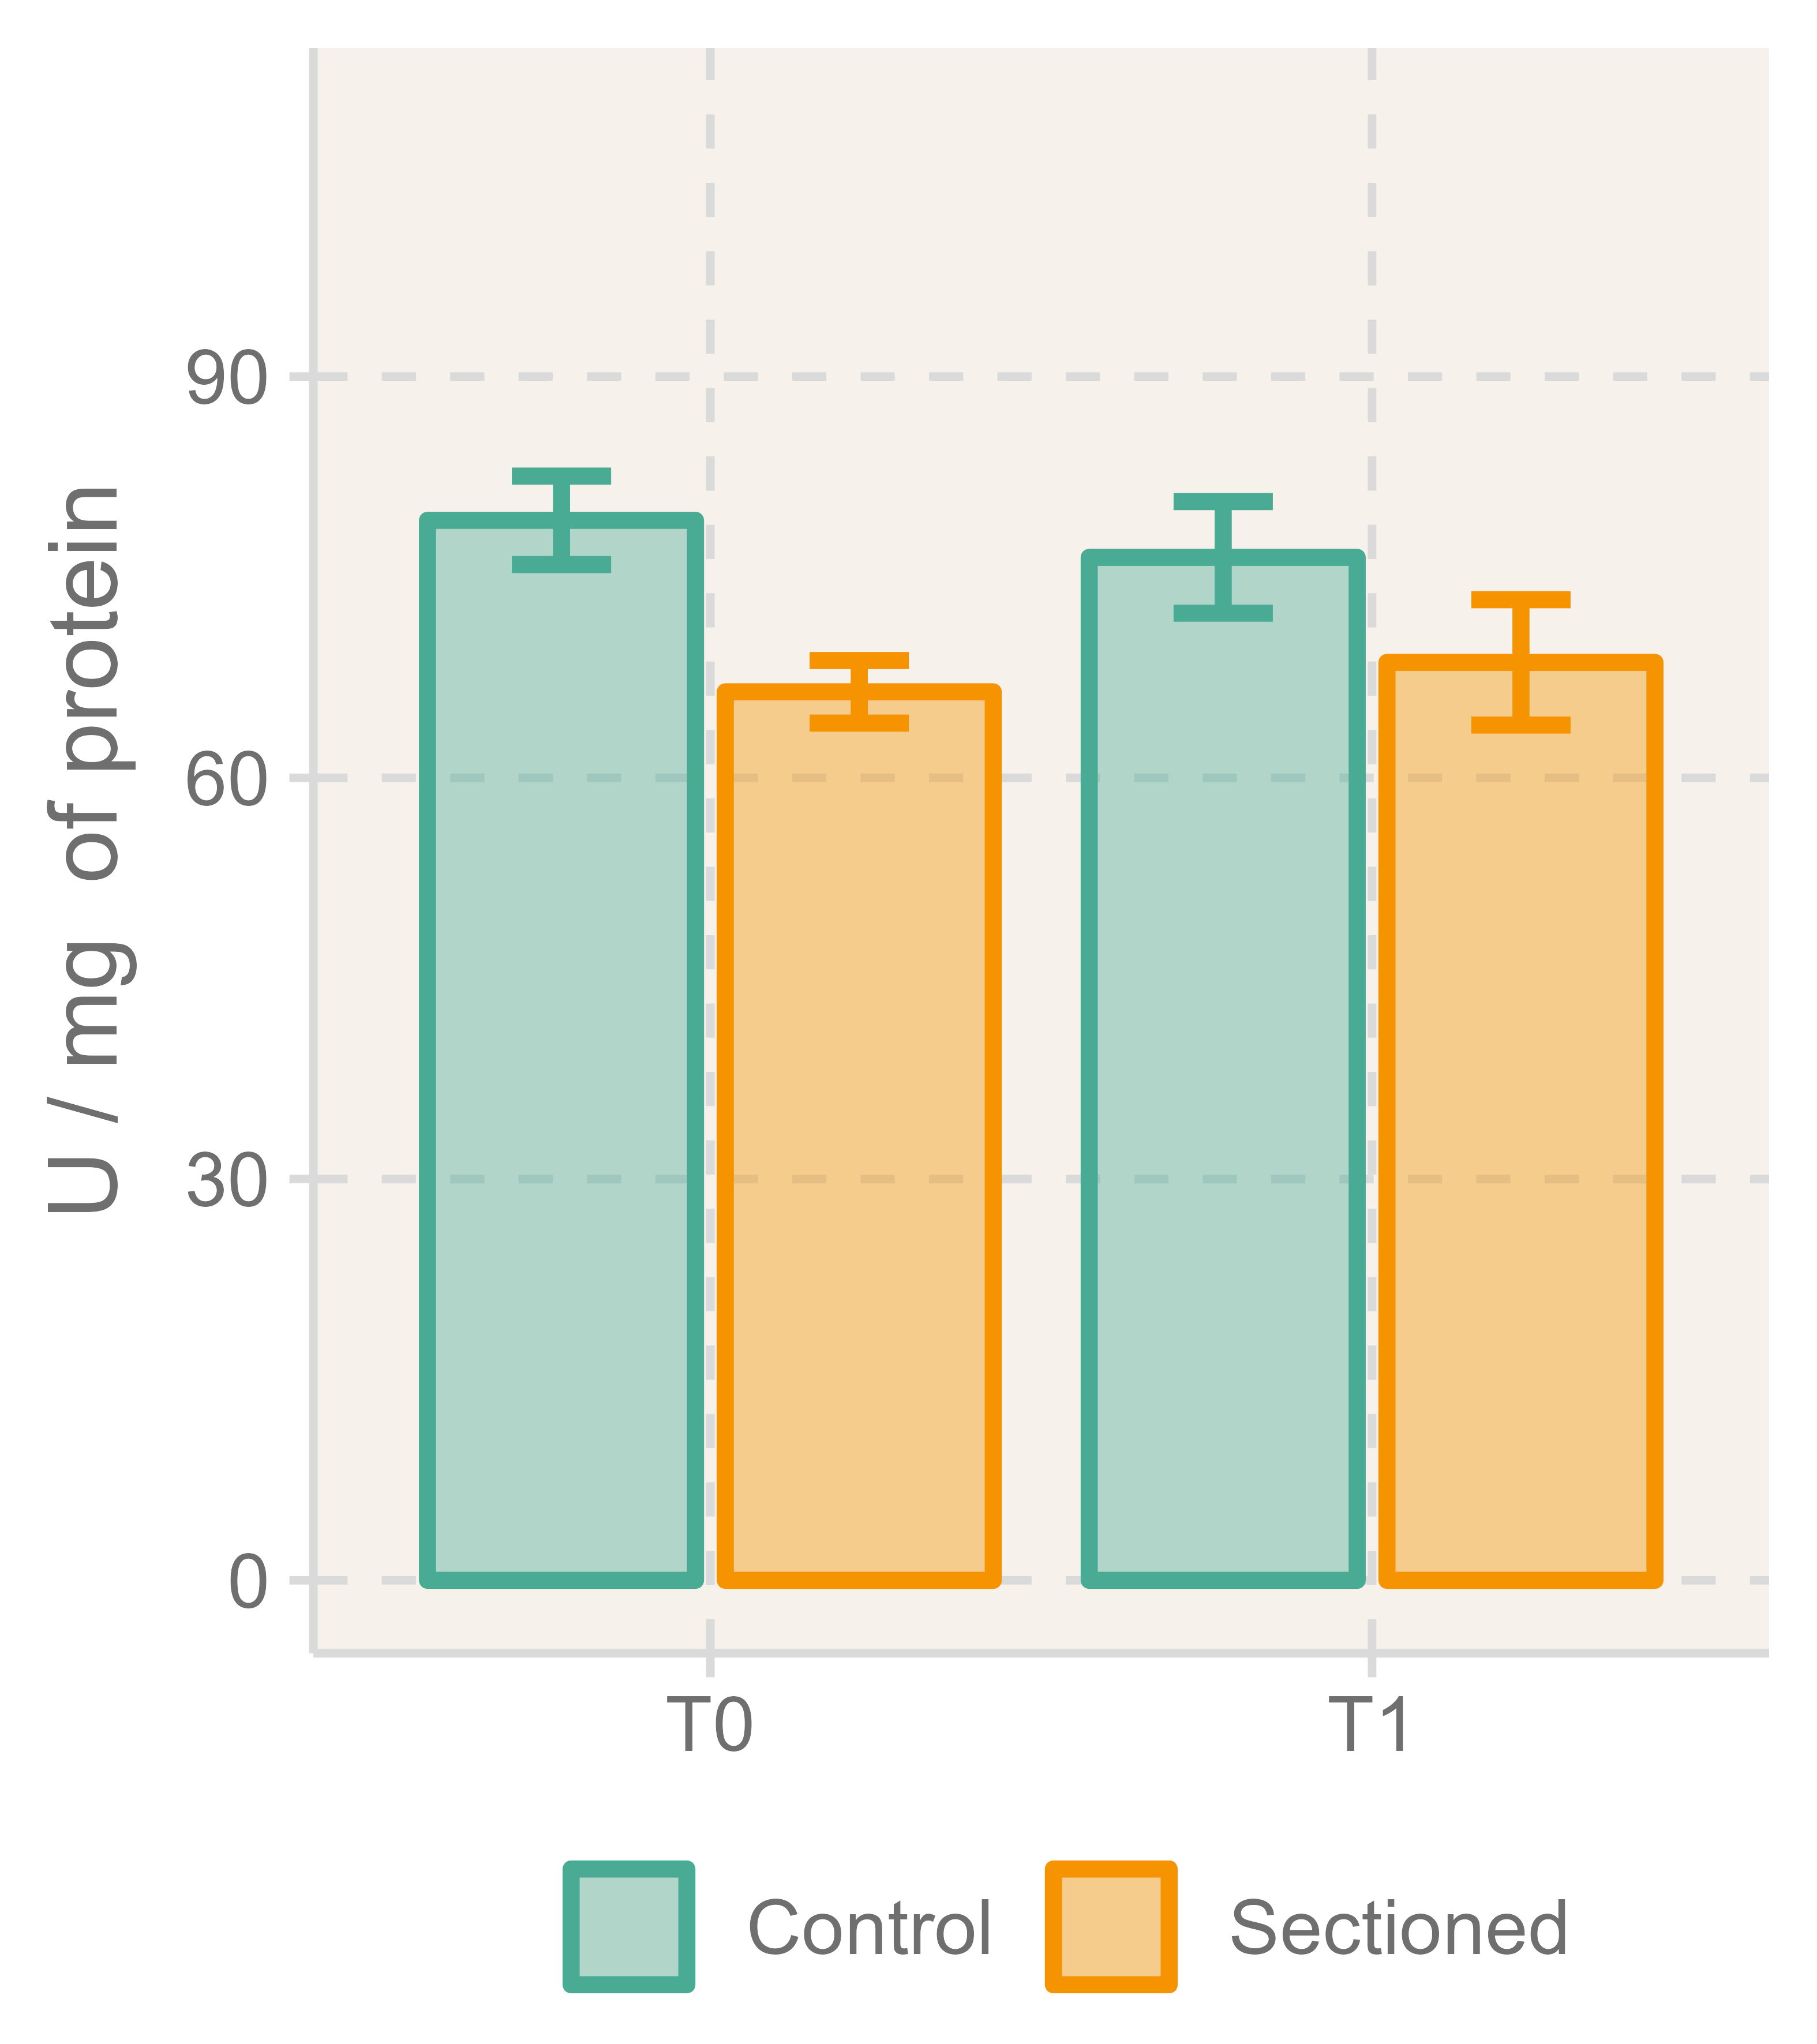 U / mg of protein
90
60
30
0
T0 T1
Control Sectioned